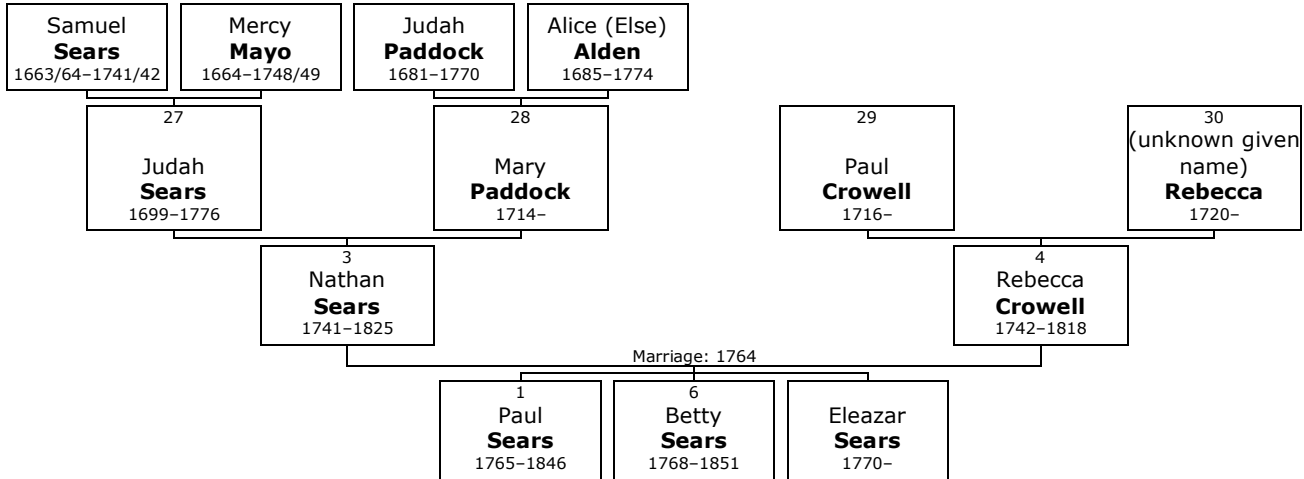 Samuel
Sears
1663/64–1741/42
Mercy
Mayo
1664–1748/49
Judah
Paddock
1681–1770
Alice (Else)
Alden
1685–1774
27
Judah
Sears
1699–1776
28
Mary
Paddock
1714–
29
Paul
Crowell
1716–
30
(unknown given
name)
Rebecca
1720–
3
Nathan
Sears
1741–1825
4
Rebecca
Crowell
1742–1818
Marriage: 1764
1
Paul
Sears
1765–1846
6
Betty
Sears
1768–1851
Eleazar
Sears
1770–